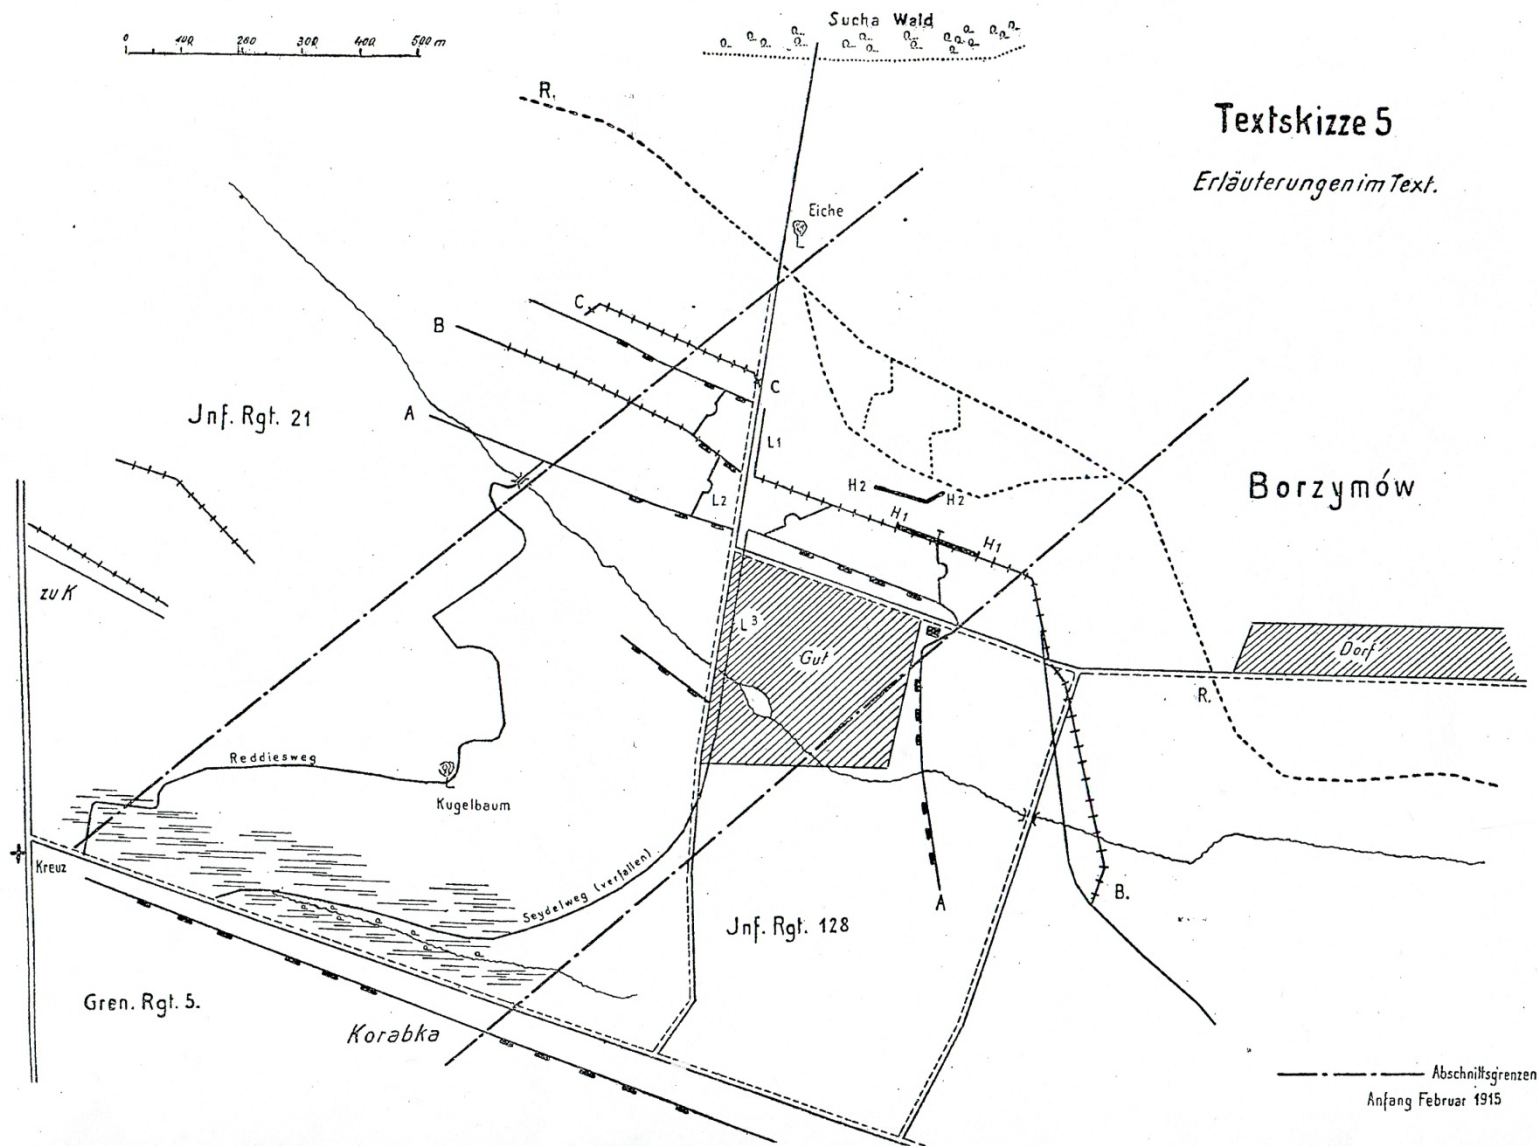 Sucha Wald
0 100 200 300 400 500 m
R.
Textskizze 5
Erläuterungen im Text.
Eiche
C
B
C
A
Jnf. Rgt. 21
L1
H2
H2
Borzymów
L2
H1
H1
zu K
L3
Gut
Dorf
R.
Reddiesweg
Kugelbaum
Kreuz
Seydelweg (verfallen)
B.
A
Jnf. Rgt. 128
Gren. Rgt. 5.
Korabka
Abschnittsgrenzen
Anfang Februar 1915